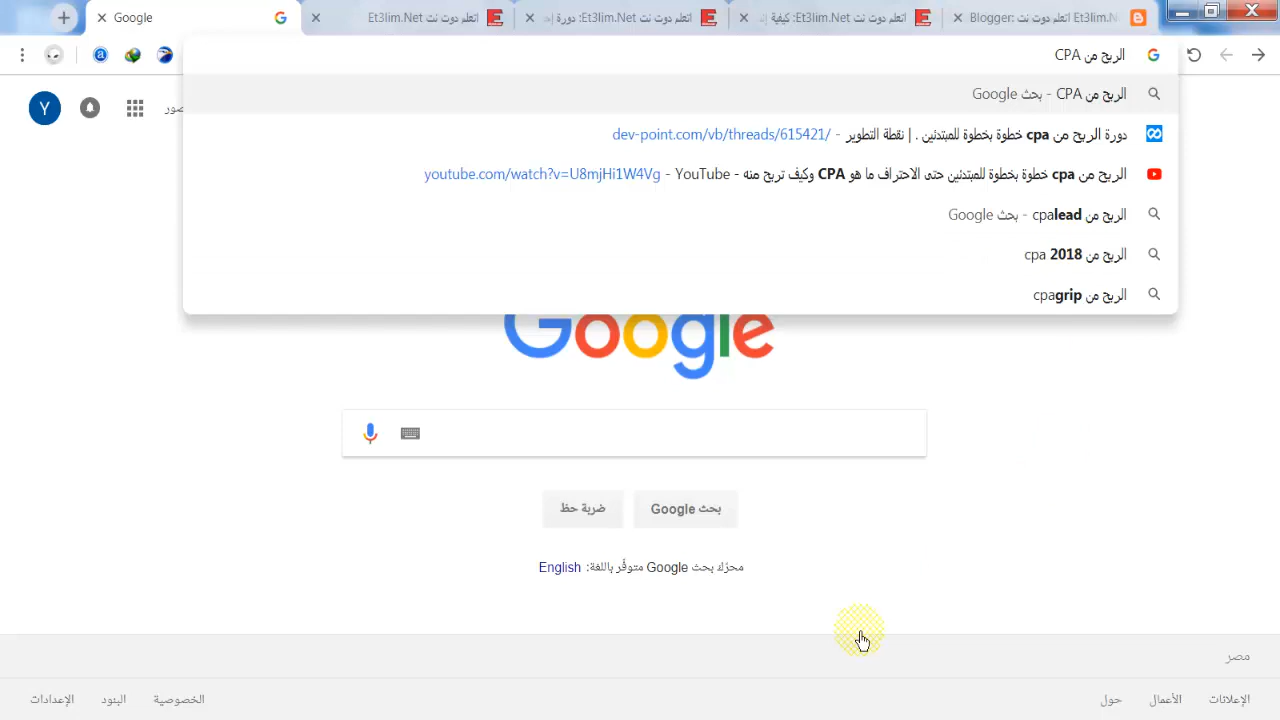 Blogger: اتعلم دوت نت Et3lim.N
اتعلم دوت نت Et3lim.Net: كيفية
اتعلم دوت نت Et3lim.Net: دورة
اتعلم دوت نت Et3lim.Net
Google
الربح من CPA
الربح من CPA - بحث Google
دورة الربح من cpa خطوة بخطوة للمبتدئين . | نقطة التطوير - dev-point.com/vb/threads/615421/
الربح من cpa خطوة بخطوة للمبتدئين حتى الاحتراف ما هو CPA وكيف تربح منه - YouTube - youtube.com/watch?v=U8mjHi1W4Vg
الربح من cpalead - بحث Google
الربح من cpa 2018
الربح من cpagrip
صور
Y
Google
بحث Google
ضربة حظ
محرّك بحث Google متوفّر باللغة: English
مصر
الإعلانات
الأعمال
حول
الخصوصية
البنود
الإعدادات